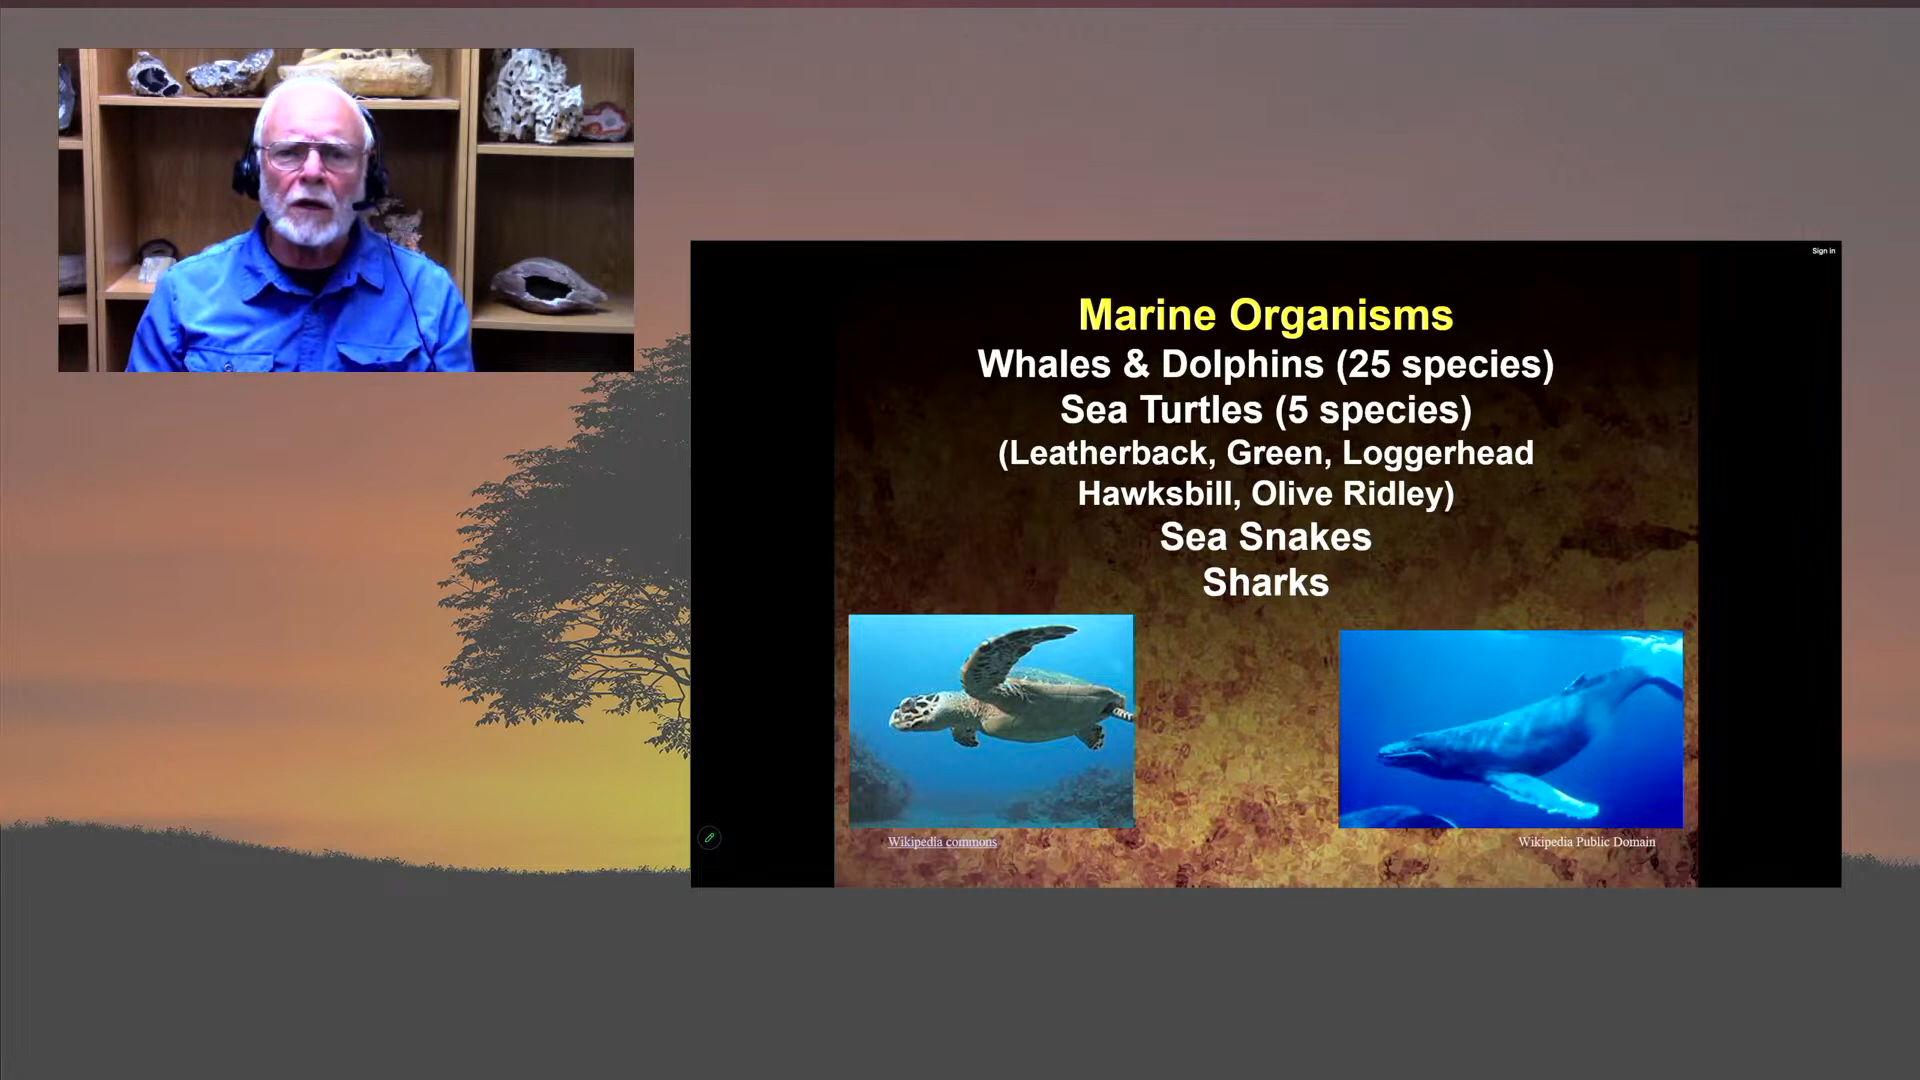 Sign in
Marine Organisms
Whales & Dolphins (25 species)
Sea Turtles (5 species)
(Leatherback, Green, Loggerhead
Hawksbill, Olive Ridley)
Sea Snakes
Sharks
Wikipedia commons
Wikipedia Public Domain